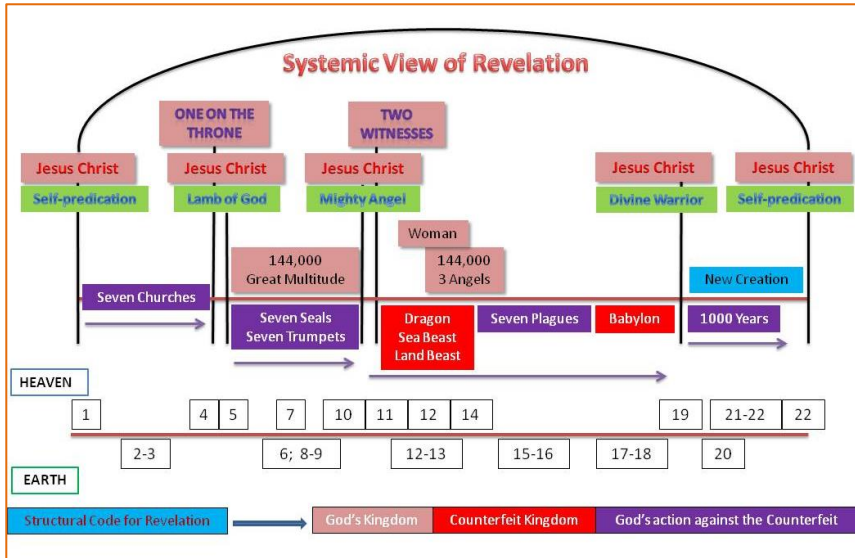 Systemic View of Revelation
ONE ON THE
THRONE
TWO
WITNESSES
Jesus Christ
Jesus Christ
Jesus Christ
Jesus Christ
Jesus Christ
Self-predication
Lamb of God
Mighty Angel
Divine Warrior
Self-predication
Woman
144,000
Great Multitude
144,000
3 Angels
New Creation
Seven Churches
Seven Seals
Seven Trumpets
Dragon
Sea Beast
Land Beast
Seven Plagues
Babylon
1000 Years
HEAVEN
1
4
5
7
10
11
12
14
19
21-22
22
2-3
6; 8-9
12-13
15-16
17-18
20
EARTH
Structural Code for Revelation
God's Kingdom
Counterfeit Kingdom
God's action against the Counterfeit